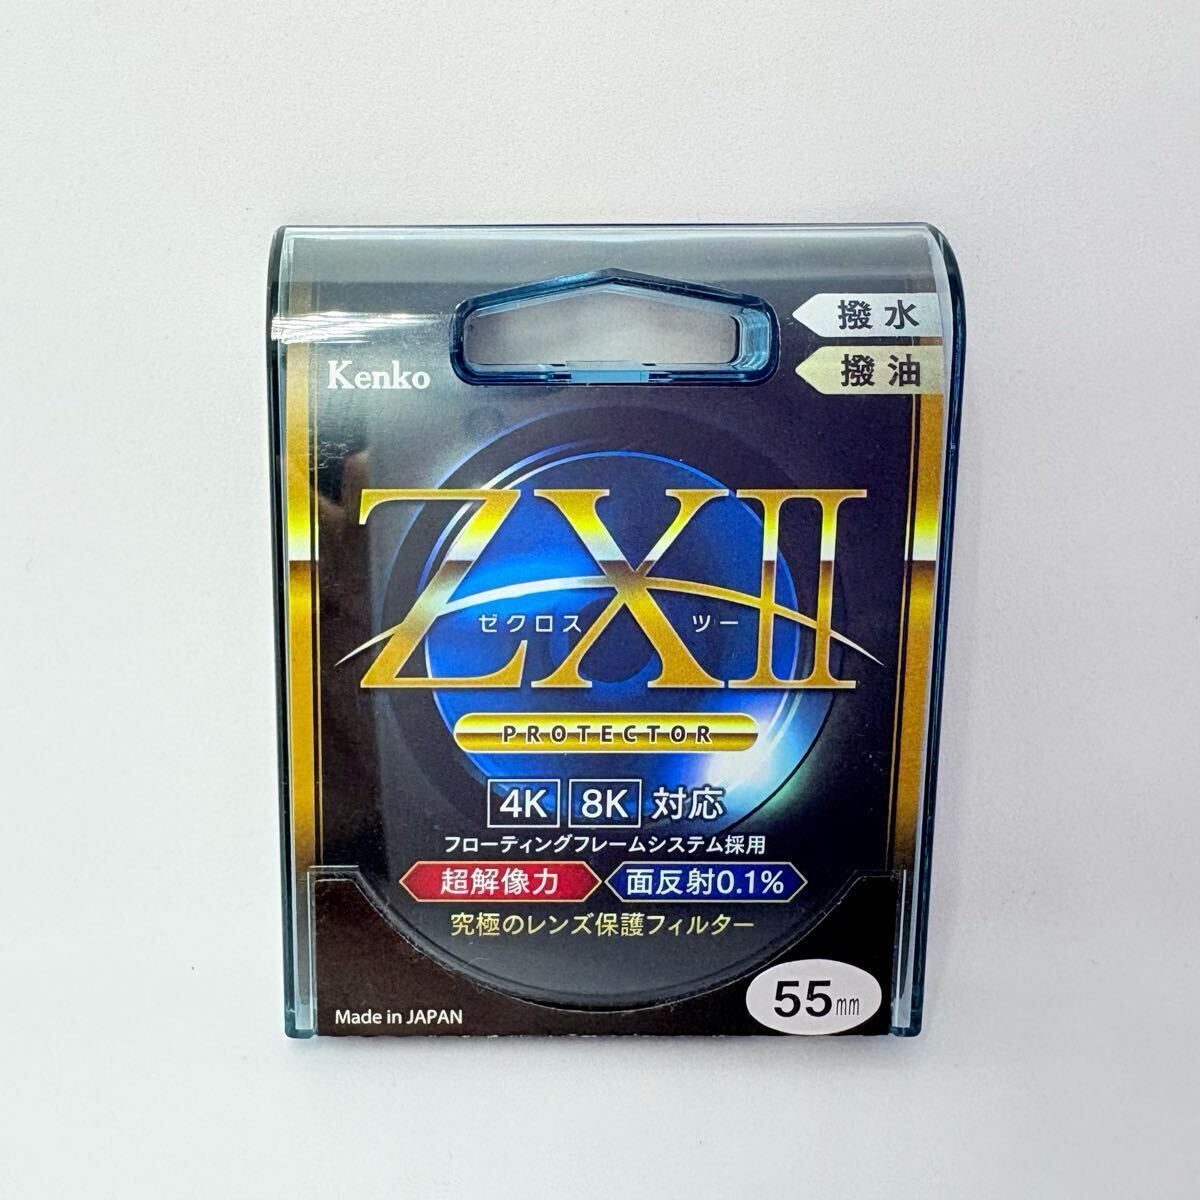 撥水
撥油
Kenko
ZXII
ゼクロス ツー
PROTECTOR
4K 8K 対応
フローティングフレームシステム採用
超解像力 面反射0.1%
究極のレンズ保護フィルター
55mm
Made in JAPAN